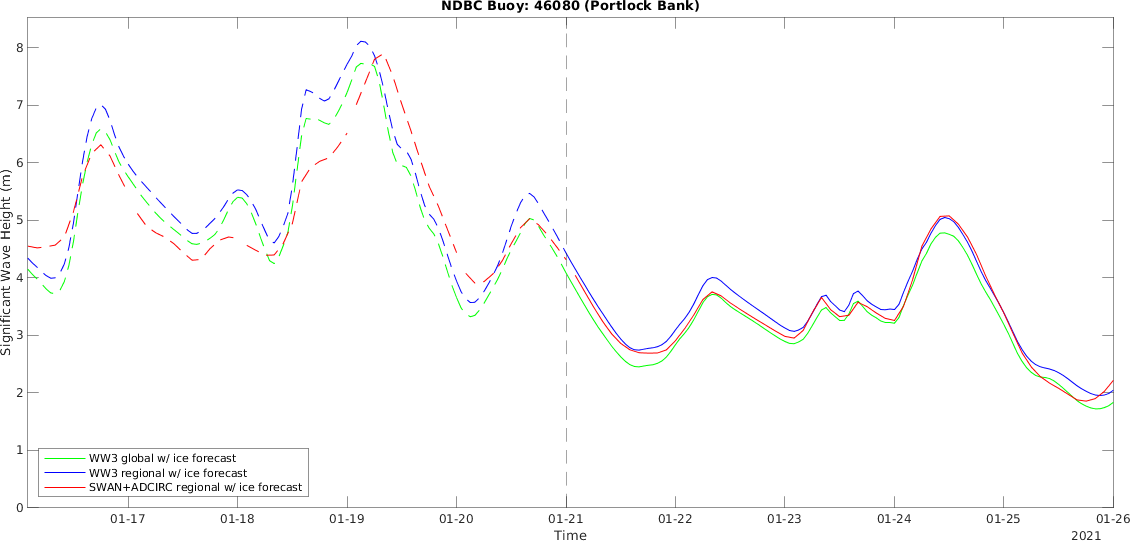 NDBC Buoy: 46080 (Portlock Bank)
Significant Wave Height (m)
8
7
6
5
4
3
2
1
0
WW3 global w/ ice forecast
WW3 regional w/ ice forecast
SWAN+ADCIRC regional w/ ice forecast
01-17 01-18 01-19 01-20 01-21 01-22 01-23 01-24 01-25 01-26
Time
2021